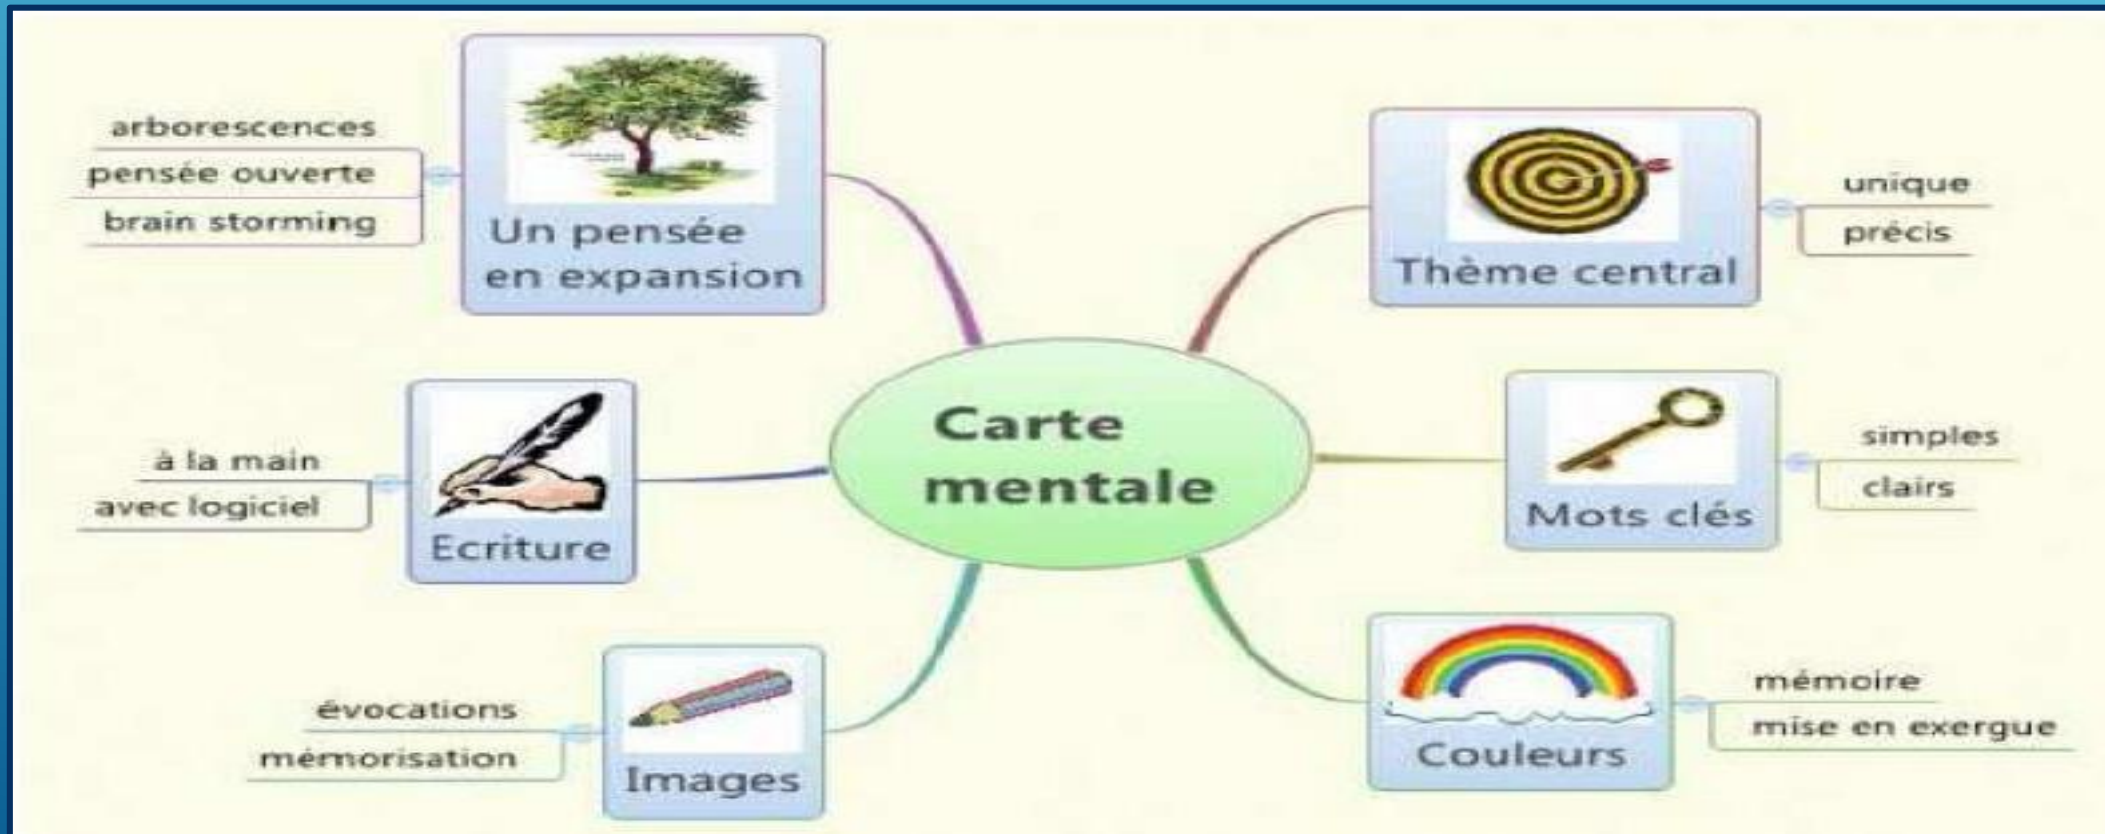 Carte
mentale
Un pensée
en expansion
arborescences
pensée ouverte
brain storming
Ecriture
à la main
avec logiciel
Images
évocations
mémorisation
Thème central
unique
précis
Mots clés
simples
clairs
Couleurs
mémoire
mise en exergue